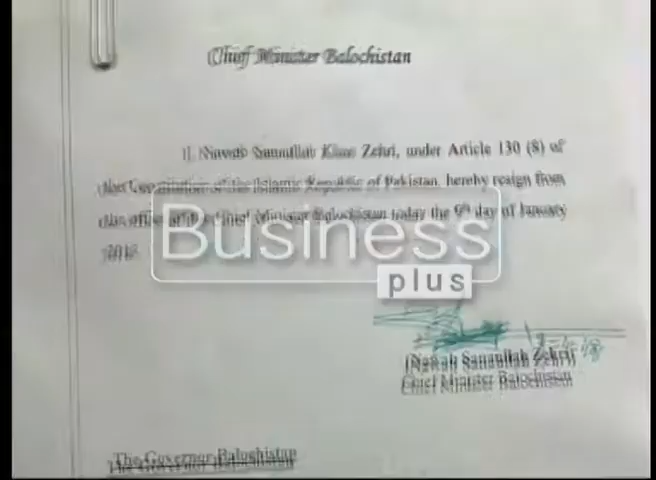 Chief Minister Balochistan
I, Nawab Sanaullah Khan Zehri, under Article 130 (8) of
the Constitution of the Islamic Republic of Pakistan, hereby resign from
the office of the Chief Minister Balochistan today the 9th day of January
2018.
Business
plus
(Nawab Sanaullah Zehri)
Chief Minister Balochistan
The Governor Balochistan